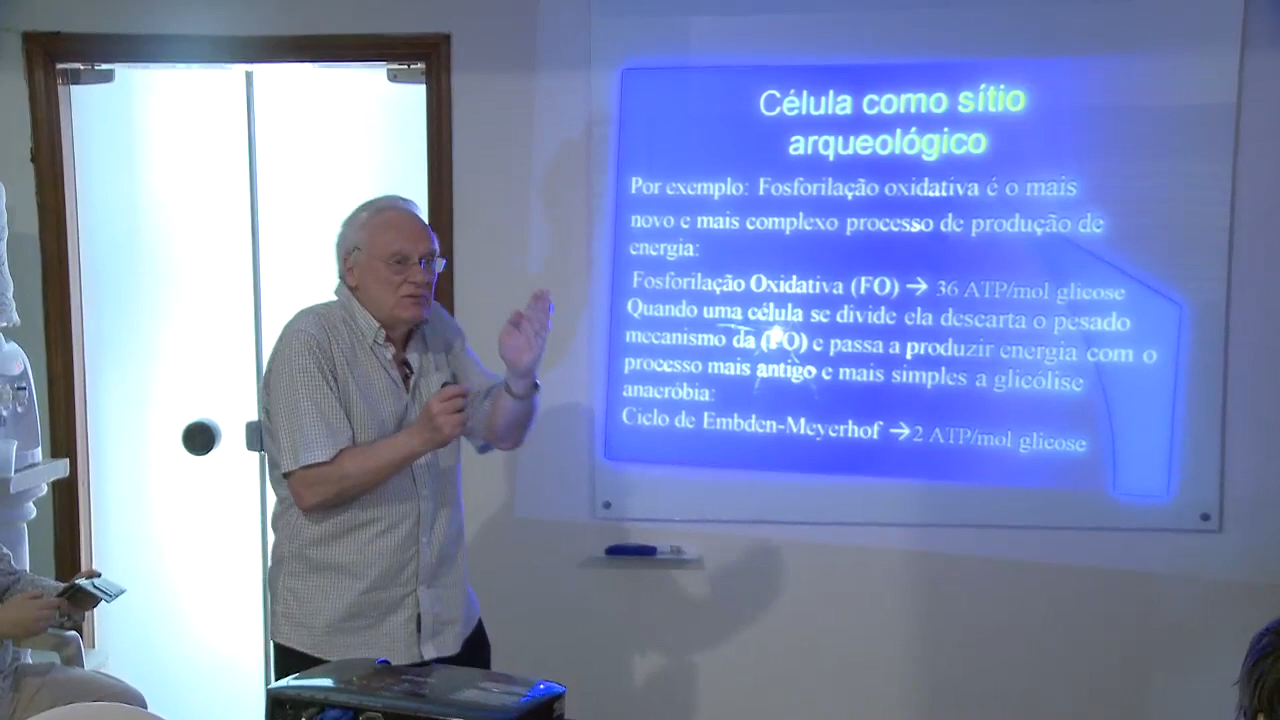 Célula como sítio
arqueológico
Por exemplo: Fosforilação oxidativa é o mais
novo e mais complexo processo de produção de
energia:
Fosforilação Oxidativa (FO) → 36 ATP/mol glicose
Quando uma célula se divide ela descarta o pesado
mecanismo da (FO) e passa a produzir energia com o
processo mais antigo e mais simples a glicólise
anaeróbia:
Ciclo de Embden-Meyerhof →2 ATP/mol glicose